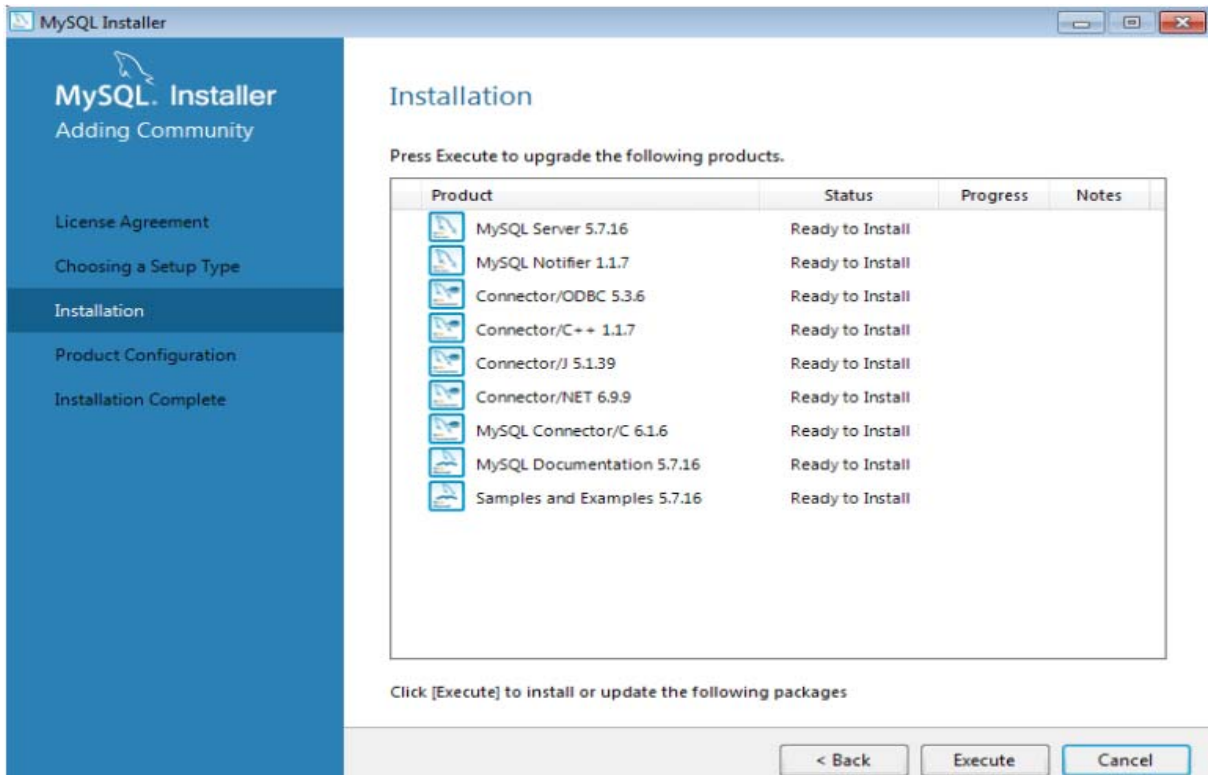 MySQL Installer
MySQL. Installer
Adding Community
License Agreement
Choosing a Setup Type
Installation
Product Configuration
Installation Complete
Installation
Press Execute to upgrade the following products.
Product Status Progress Notes
MySQL Server 5.7.16 Ready to Install
MySQL Notifier 1.1.7 Ready to Install
Connector/ODBC 5.3.6 Ready to Install
Connector/C++ 1.1.7 Ready to Install
Connector/J 5.1.39 Ready to Install
Connector/NET 6.9.9 Ready to Install
MySQL Connector/C 6.1.6 Ready to Install
MySQL Documentation 5.7.16 Ready to Install
Samples and Examples 5.7.16 Ready to Install
Click [Execute] to install or update the following packages
< Back Execute Cancel